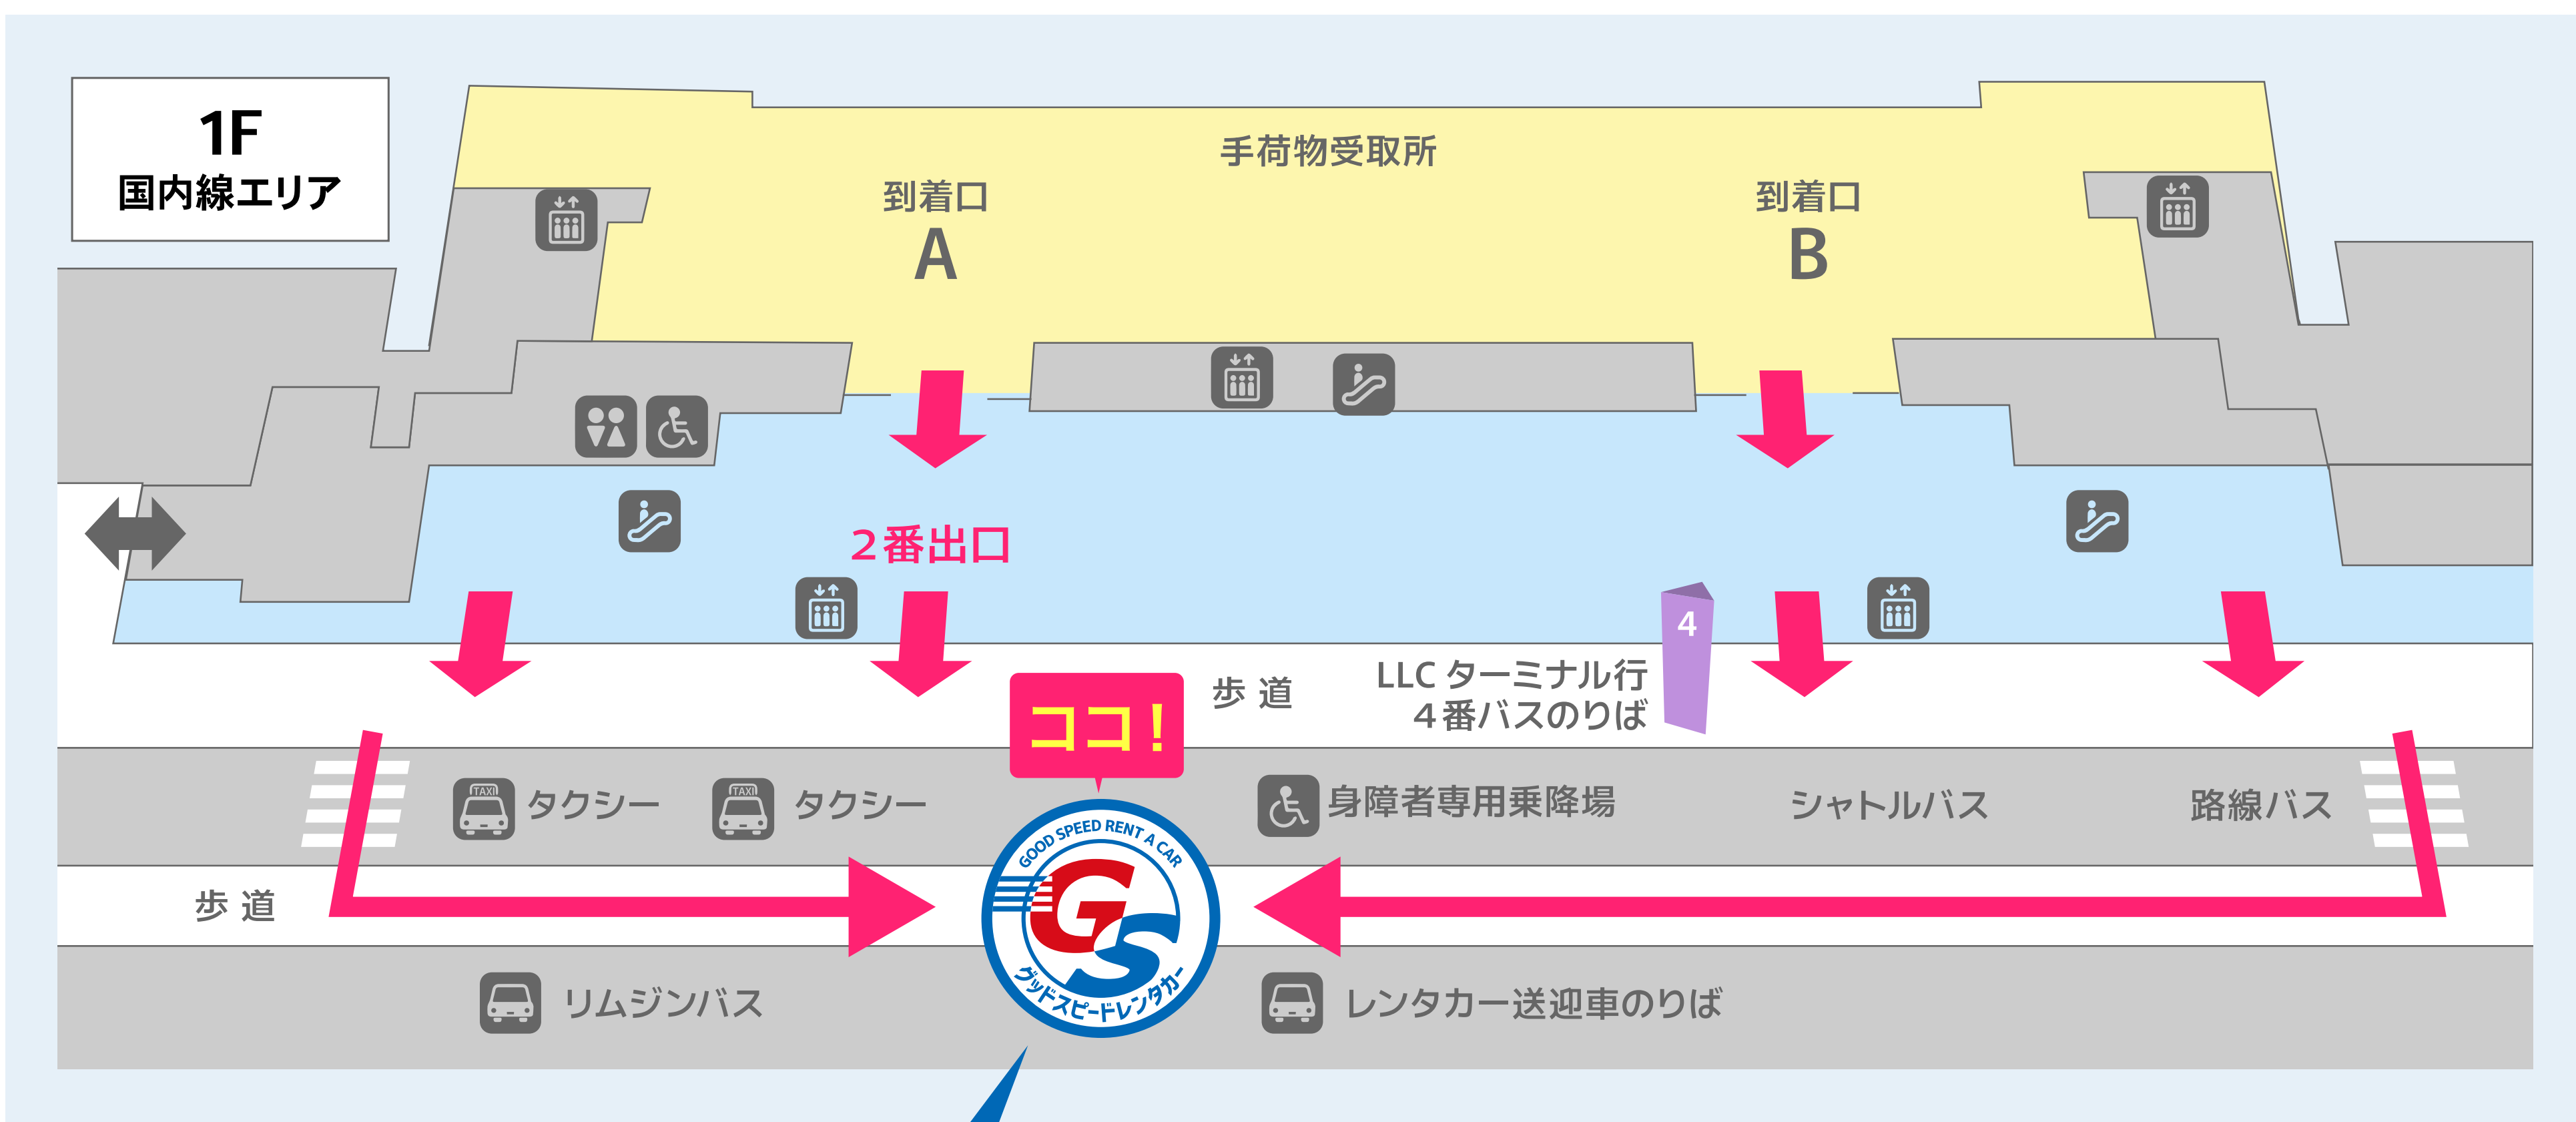 1F
国内線エリア
手荷物受取所
到着口
A
到着口
B
２番出口
4
LLC ターミナル行
４番バスのりば
歩 道
ココ！
TAXI
タクシー
TAXI
タクシー
身障者専用乗降場
シャトルバス
路線バス
GOOD SPEED RENT A CAR
GS
グッドスピードレンタカー
歩 道
リムジンバス
レンタカー送迎車のりば